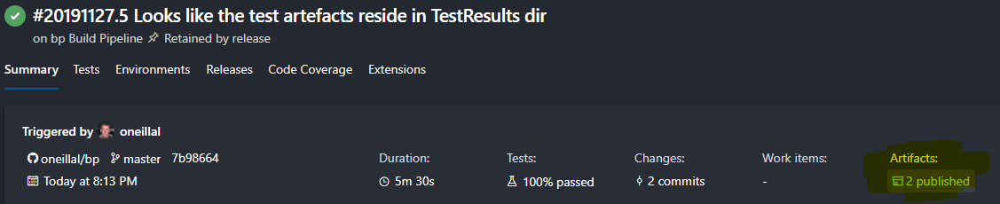 #20191127.5 Looks like the test artefacts reside in TestResults dir
on bp Build Pipeline Retained by release
Summary Tests Environments Releases Code Coverage Extensions
Triggered by oneillal
oneillal/bp master 7b98664 Duration: Tests: Changes: Work items: Artifacts:
Today at 8:13 PM 5m 30s 100% passed 2 commits - 2 published